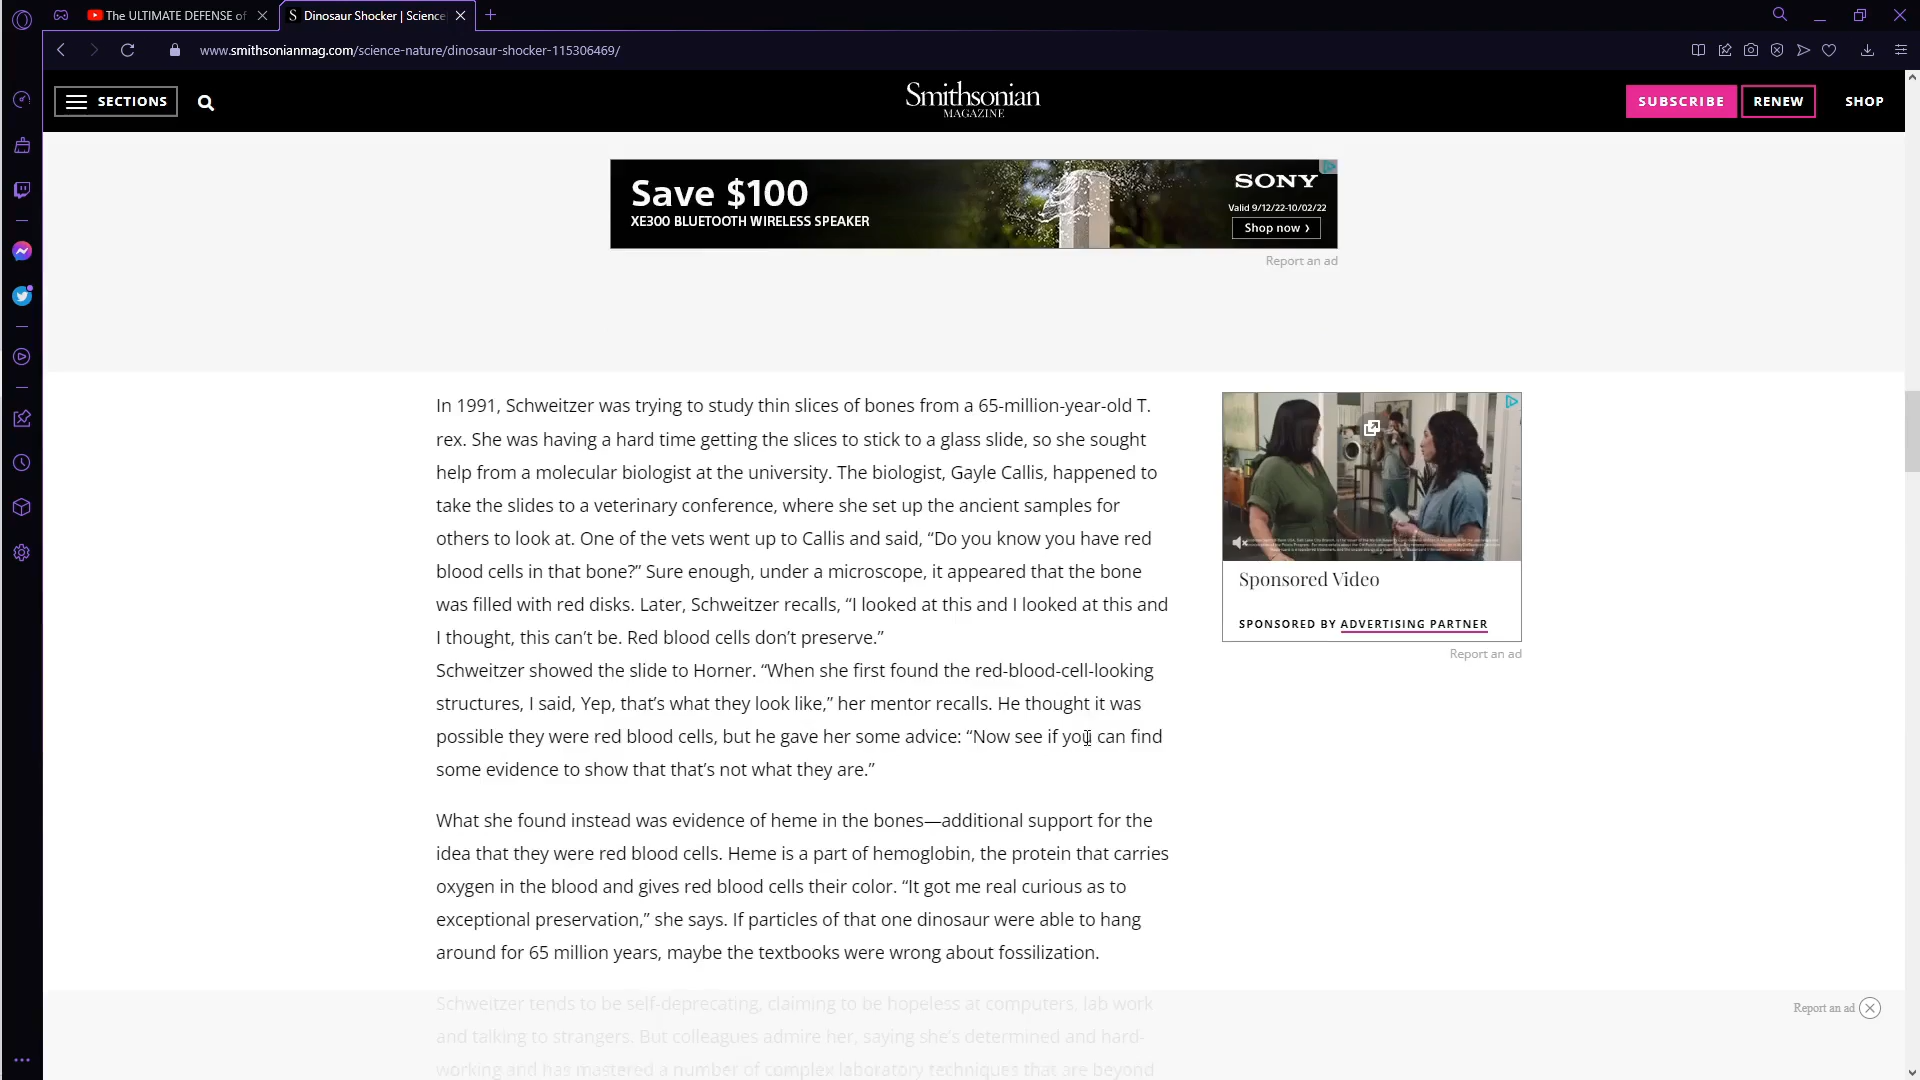 The ULTIMATE DEFENSE of
Dinosaur Shocker | Science
www.smithsonianmag.com/science-nature/dinosaur-shocker-115306469/
SECTIONS
Smithsonian
MAGAZINE
SUBSCRIBE
RENEW
SHOP
Save $100
XE300 BLUETOOTH WIRELESS SPEAKER
SONY
Valid 9/12/22-10/02/22
Shop now ›
Report an ad
In 1991, Schweitzer was trying to study thin slices of bones from a 65-million-year-old T.
rex. She was having a hard time getting the slices to stick to a glass slide, so she sought
help from a molecular biologist at the university. The biologist, Gayle Callis, happened to
take the slides to a veterinary conference, where she set up the ancient samples for
others to look at. One of the vets went up to Callis and said, “Do you know you have red
blood cells in that bone?” Sure enough, under a microscope, it appeared that the bone
was filled with red disks. Later, Schweitzer recalls, “I looked at this and I looked at this and
I thought, this can’t be. Red blood cells don’t preserve.”
Schweitzer showed the slide to Horner. “When she first found the red-blood-cell-looking
structures, I said, Yep, that’s what they look like,” her mentor recalls. He thought it was
possible they were red blood cells, but he gave her some advice: “Now see if you can find
some evidence to show that that’s not what they are.”
What she found instead was evidence of heme in the bones—additional support for the
idea that they were red blood cells. Heme is a part of hemoglobin, the protein that carries
oxygen in the blood and gives red blood cells their color. “It got me real curious as to
exceptional preservation,” she says. If particles of that one dinosaur were able to hang
around for 65 million years, maybe the textbooks were wrong about fossilization.
Schweitzer tends to be self-deprecating, claiming to be hopeless at computers, lab work
and talking to strangers. But colleagues admire her, saying she’s determined and hard-
working and has mastered a number of complex laboratory techniques that are beyond
Sponsored Video
SPONSORED BY ADVERTISING PARTNER
Report an ad
Report an ad